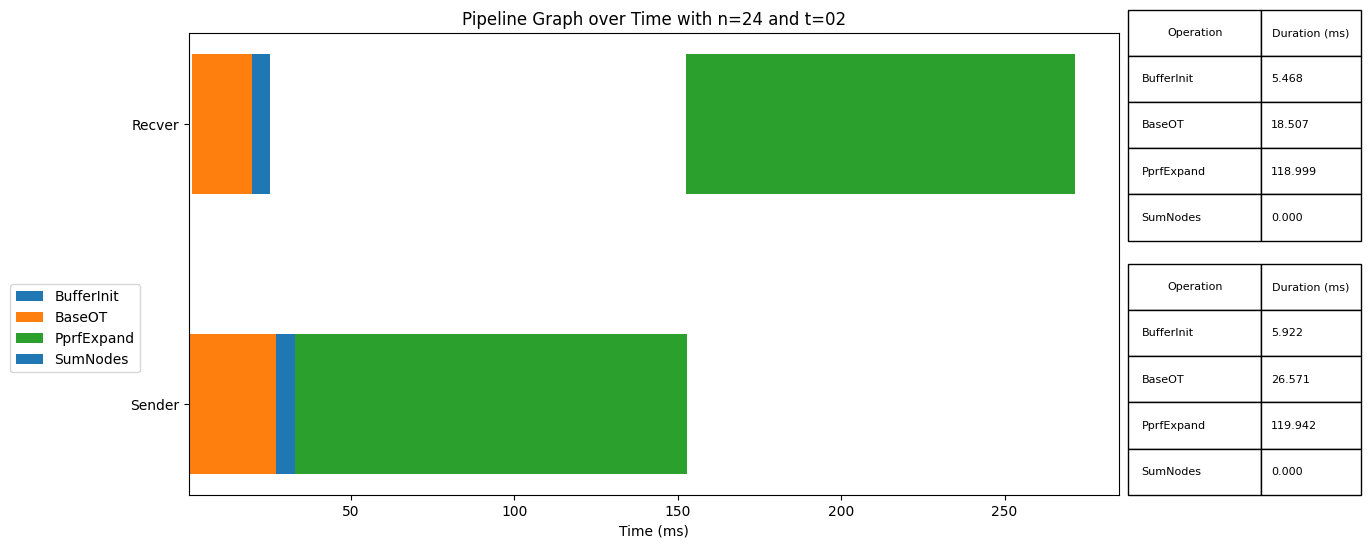 Pipeline Graph over Time with n=24 and t=02
Recver
Sender
50
100
150
200
250
Time (ms)
BufferInit
BaseOT
PprfExpand
SumNodes
Operation Duration (ms)
BufferInit 5.468
BaseOT 18.507
PprfExpand 118.999
SumNodes 0.000
Operation Duration (ms)
BufferInit 5.922
BaseOT 26.571
PprfExpand 119.942
SumNodes 0.000